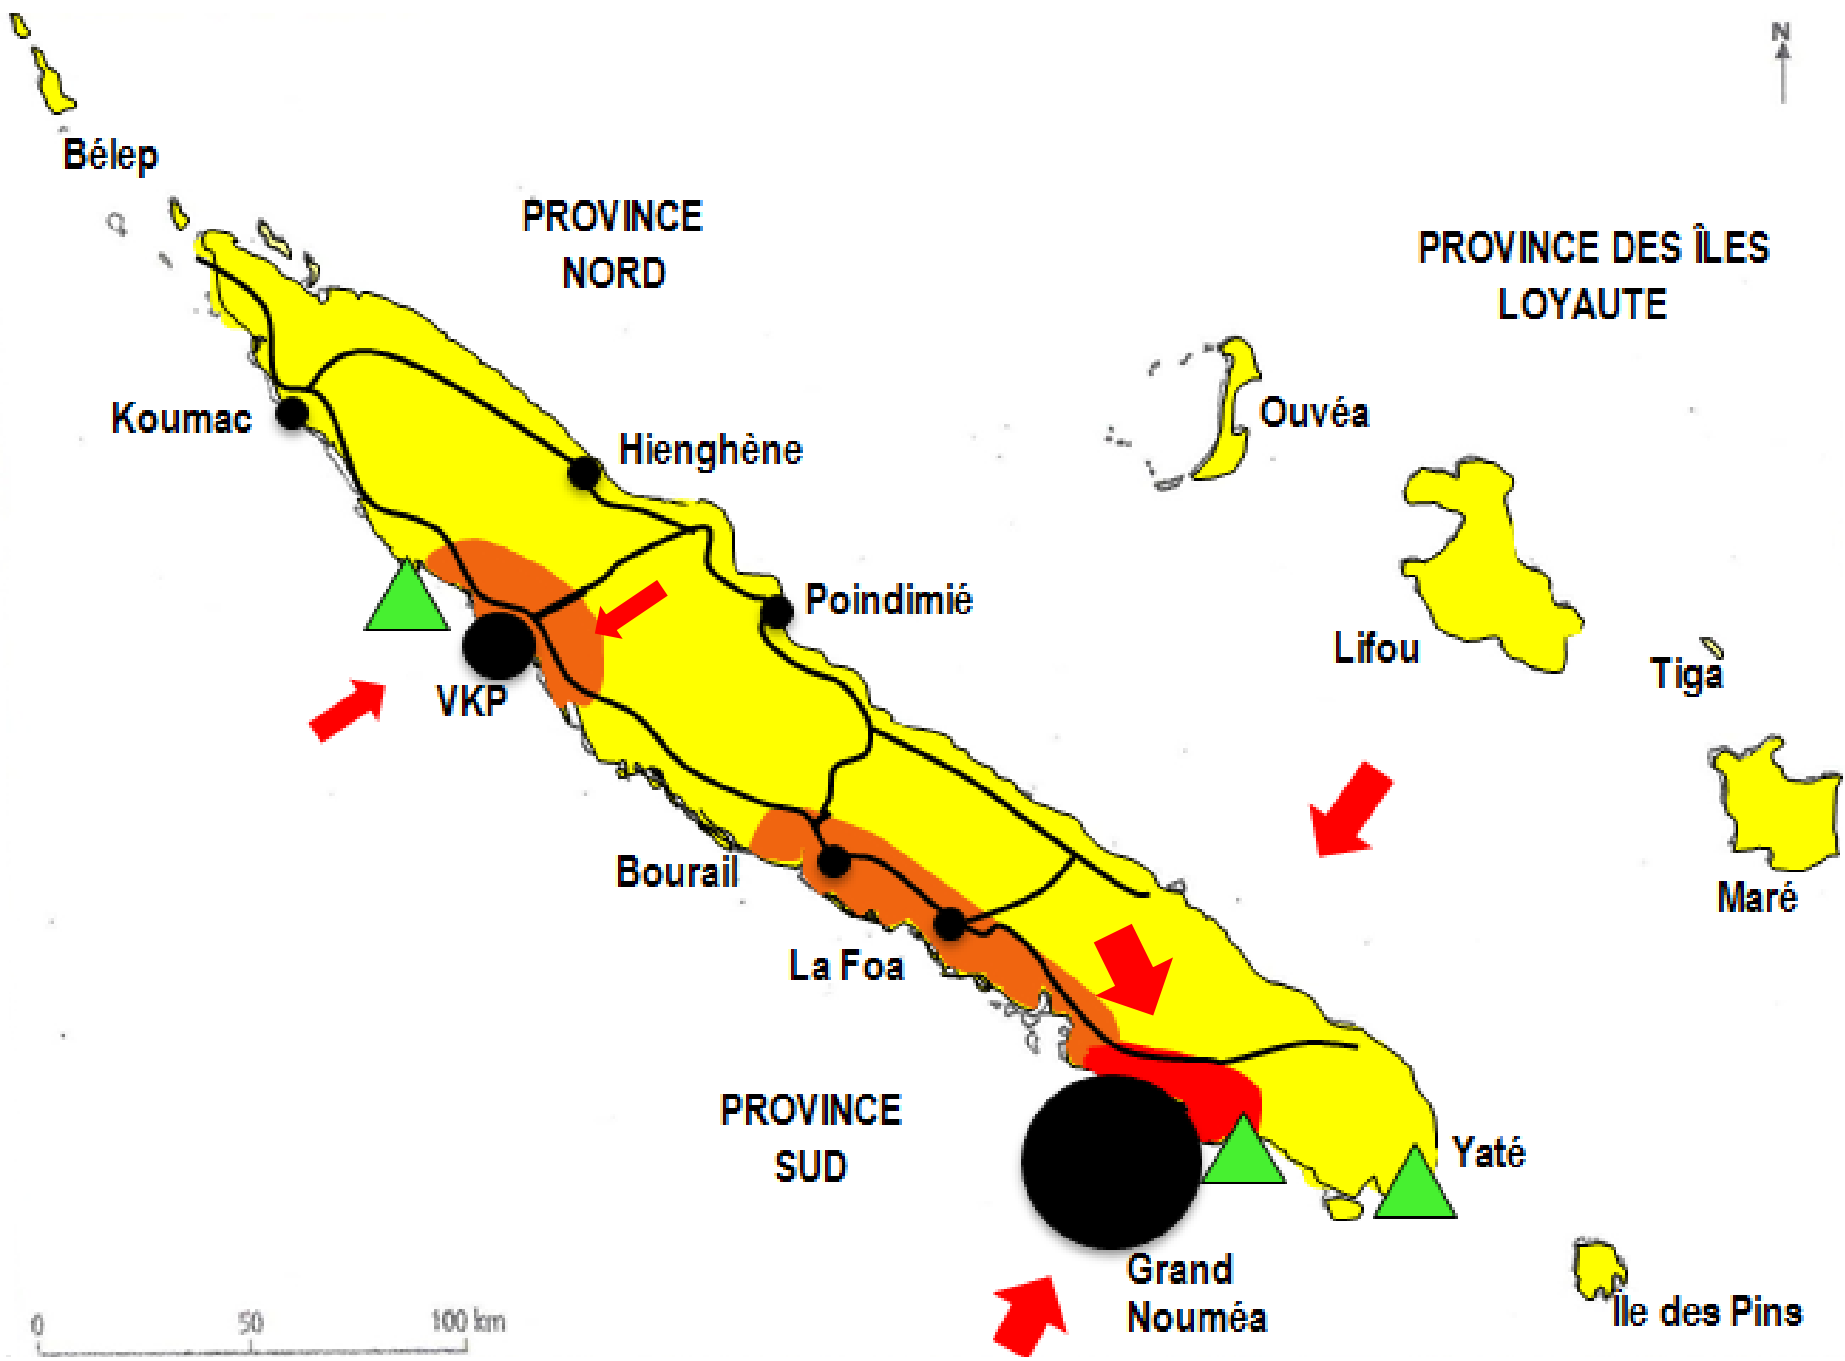 N
Bélep
PROVINCE
NORD
PROVINCE DES ÎLES
LOYAUTE
Koumac
Hienghène
Ouvéa
Poindimié
Lifou
Tiga
VKP
Bourail
Maré
La Foa
PROVINCE
SUD
Yaté
Grand
Nouméa
Ile des Pins
0 50 100 km